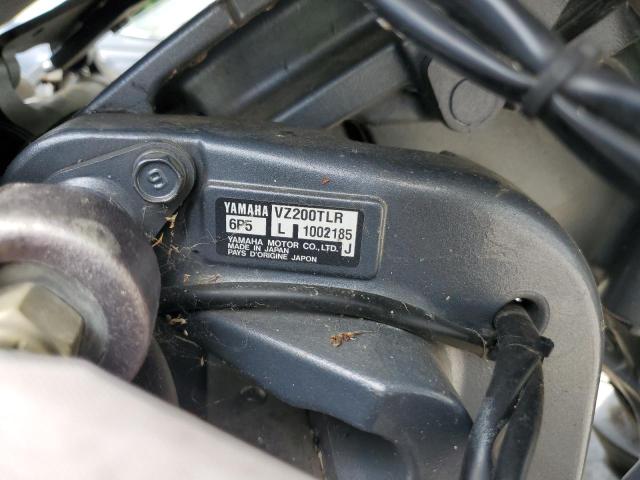 YAMAHA VZ200TLR
6P5 L 1002185
YAMAHA MOTOR CO., LTD. J
MADE IN JAPAN
PAYS D'ORIGINE JAPON